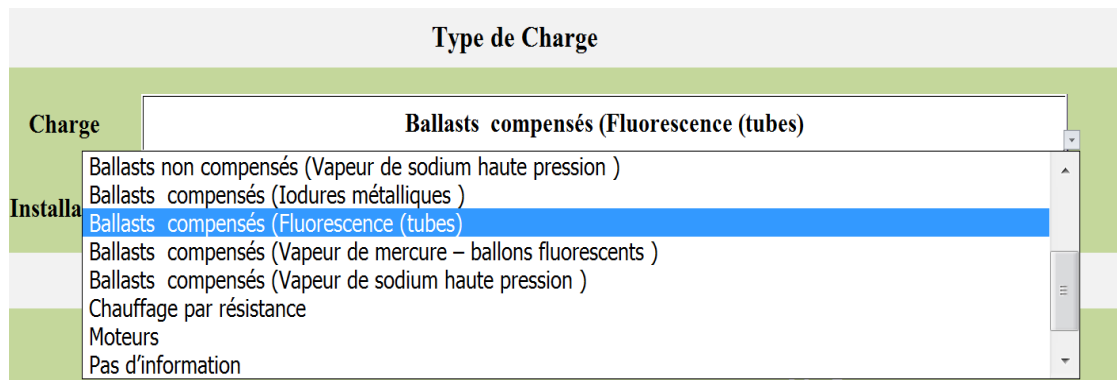 Type de Charge
Charge
Ballasts  compensés (Fluorescence (tubes)
Ballasts non compensés (Vapeur de sodium haute pression )
Ballasts  compensés (Iodures métalliques )
Installa
Ballasts  compensés (Fluorescence (tubes)
Ballasts  compensés (Vapeur de mercure – ballons fluorescents )
Ballasts  compensés (Vapeur de sodium haute pression )
Chauffage par résistance
Moteurs
Pas d’information